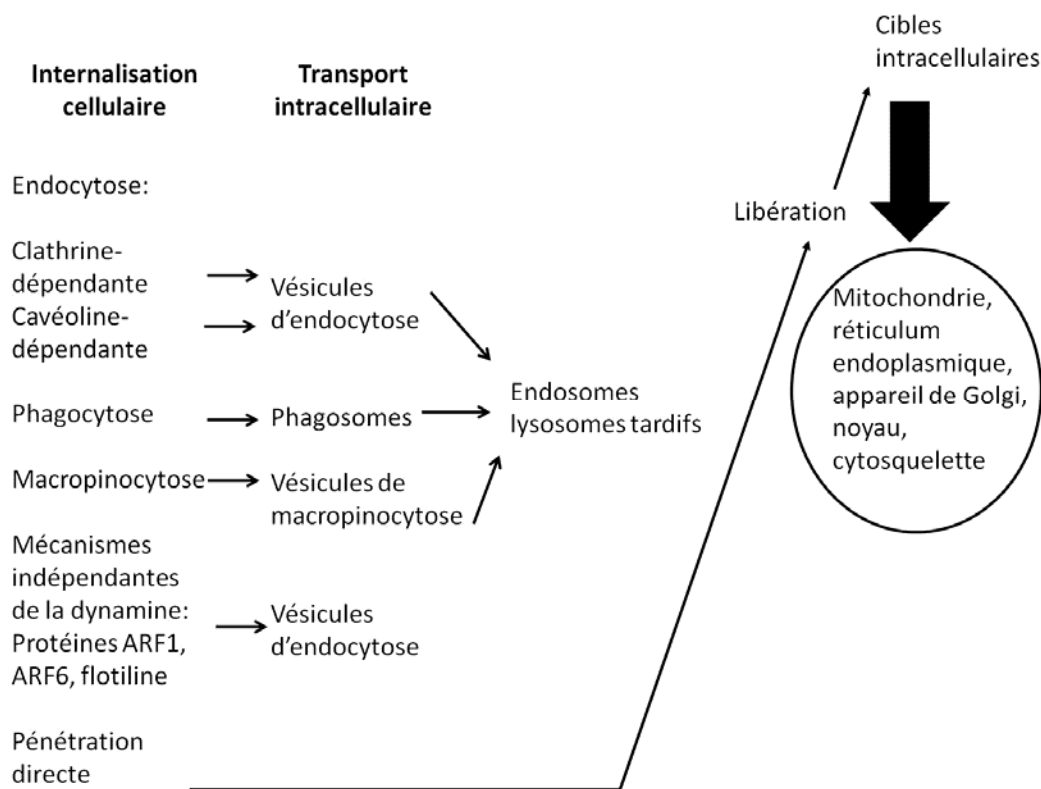 Internalisation
cellulaire
Transport
intracellulaire
Cibles
intracellulaires
Endocytose:
Clathrine-
dépendante
Cavéoline-
dépendante
Vésicules
d'endocytose
Phagocytose
Phagosomes
Macropinocytose
Vésicules de
macropinocytose
Endosomes
lysosomes tardifs
Mécanismes
indépendantes
de la dynamine:
Protéines ARF1,
ARF6, flotiline
Vésicules
d'endocytose
Pénétration
directe
Libération
Mitochondrie,
réticulum
endoplasmique,
appareil de Golgi,
noyau,
cytosquelette